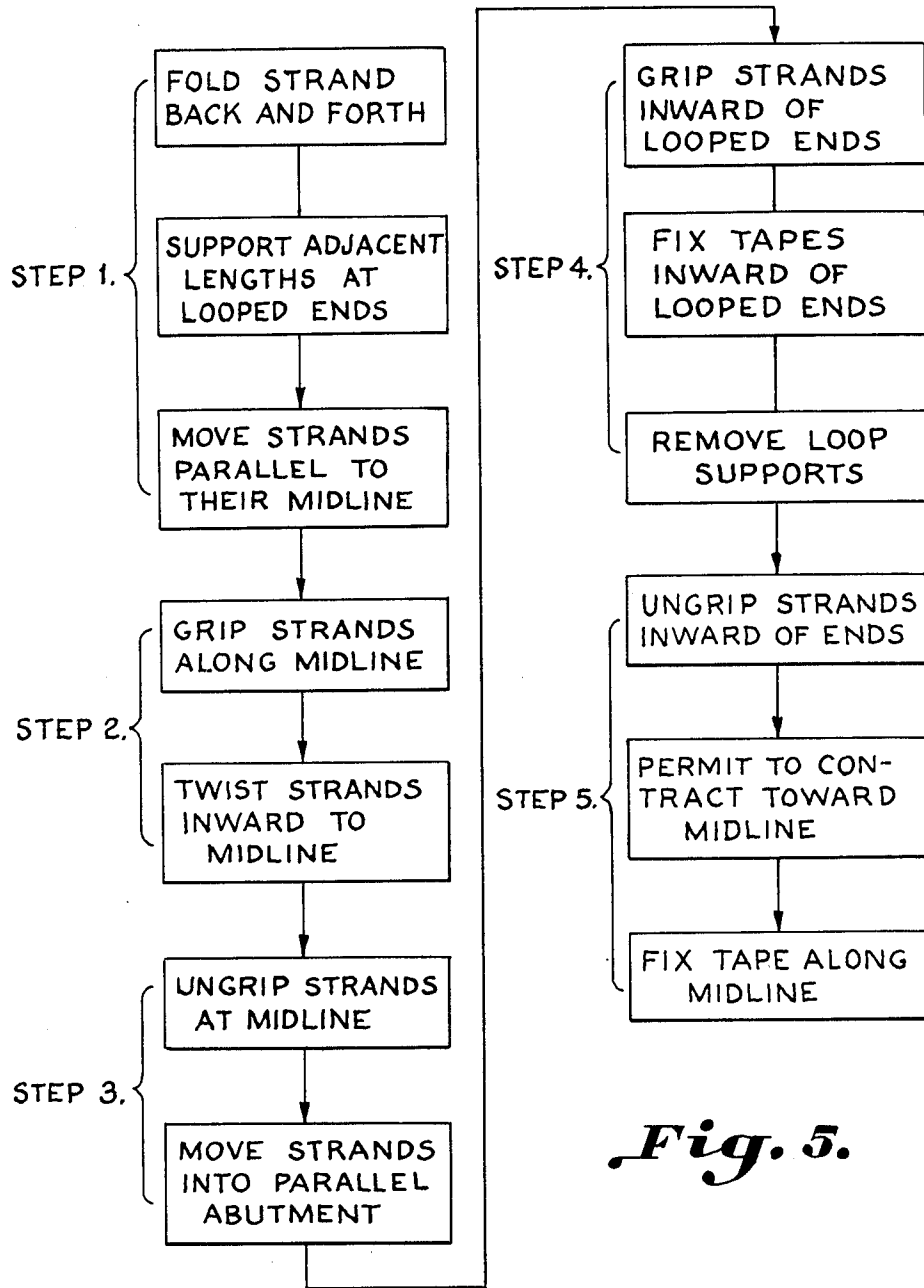 STEP 1.
FOLD STRAND
BACK AND FORTH
SUPPORT ADJACENT
LENGTHS AT
LOOPED ENDS
MOVE STRANDS
PARALLEL TO
THEIR MIDLINE
STEP 2.
GRIP STRANDS
ALONG MIDLINE
TWIST STRANDS
INWARD TO
MIDLINE
STEP 3.
UNGRIP STRANDS
AT MIDLINE
MOVE STRANDS
INTO PARALLEL
ABUTMENT
STEP 4.
GRIP STRANDS
INWARD OF
LOOPED ENDS
FIX TAPES
INWARD OF
LOOPED ENDS
REMOVE LOOP
SUPPORTS
STEP 5.
UNGRIP STRANDS
INWARD OF ENDS
PERMIT TO CON-
TRACT TOWARD
MIDLINE
FIX TAPE ALONG
MIDLINE
Fig. 5.